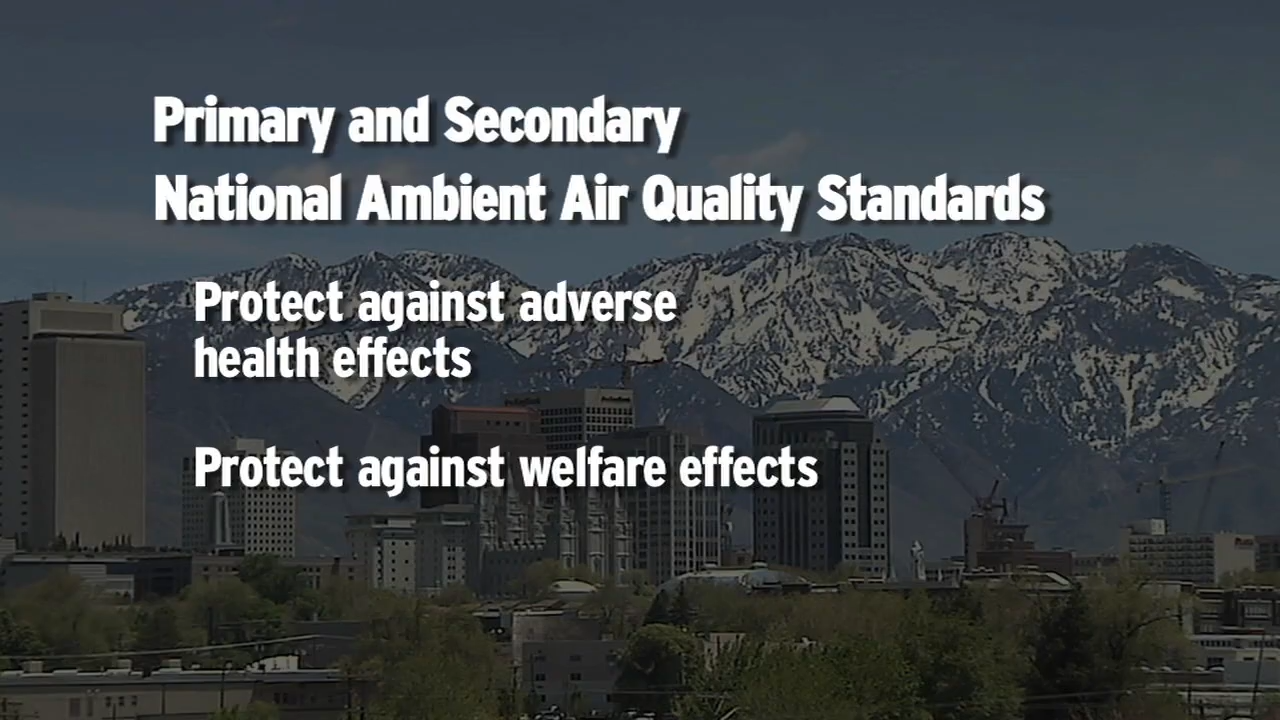 Primary and Secondary
National Ambient Air Quality Standards
Protect against adverse
health effects
Protect against welfare effects